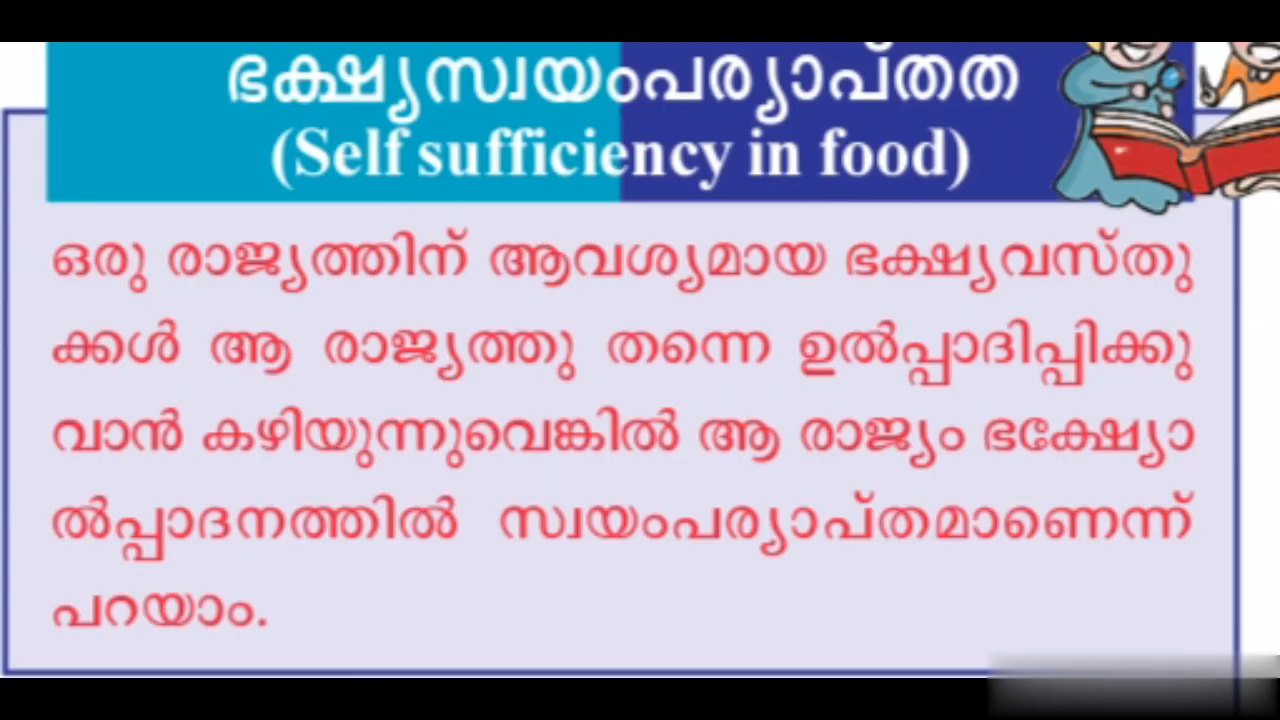 ഭക്ഷ്യസ്വയംപര്യാപ്തത
(Self sufficiency in food)
ഒരു രാജ്യത്തിന് ആവശ്യമായ ഭക്ഷ്യവസ്തു
ക്കൾ ആ രാജ്യത്തു തന്നെ ഉൽപ്പാദിപ്പിക്കു
വാൻ കഴിയുന്നുവെങ്കിൽ ആ രാജ്യം ഭക്ഷ്യോ
ൽപ്പാദനത്തിൽ സ്വയംപര്യാപ്തമാണെന്ന്
പറയാം.